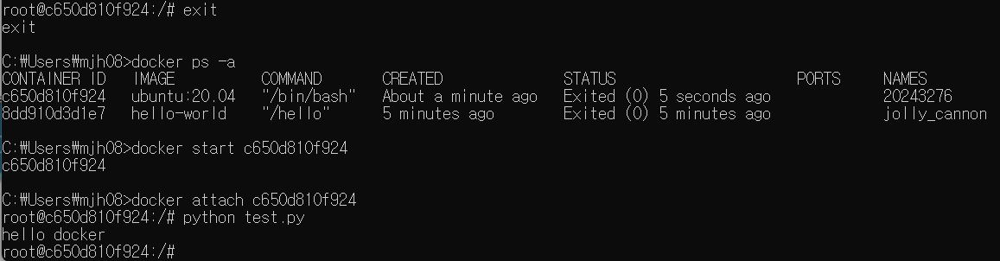 root@c650d810f924:/# exit
exit
C:₩Users₩mjh08>docker ps -a
CONTAINER ID   IMAGE          COMMAND       CREATED              STATUS                     PORTS     NAMES
c650d810f924   ubuntu:20.04   "/bin/bash"   About a minute ago   Exited (0) 5 seconds ago             20243276
8dd910d3d1e7   hello-world    "/hello"      5 minutes ago        Exited (0) 5 minutes ago             jolly_cannon
C:₩Users₩mjh08>docker start c650d810f924
c650d810f924
C:₩Users₩mjh08>docker attach c650d810f924
root@c650d810f924:/# python test.py
hello docker
root@c650d810f924:/#